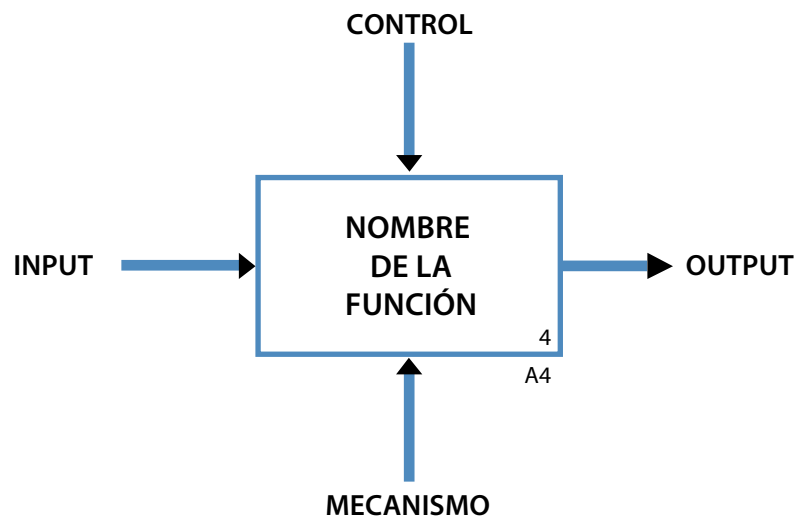 CONTROL
INPUT
NOMBRE
DE LA
FUNCIÓN
OUTPUT
4
A4
MECANISMO